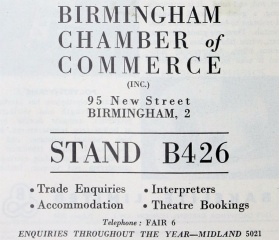 BIRMINGHAM
CHAMBER of
COMMERCE
(INC.)
95 New Street
BIRMINGHAM, 2
STAND B426
• Trade Enquiries • Interpreters
• Accommodation • Theatre Bookings
Telephone: FAIR 6
ENQUIRIES THROUGHOUT THE YEAR—MIDLAND 5021